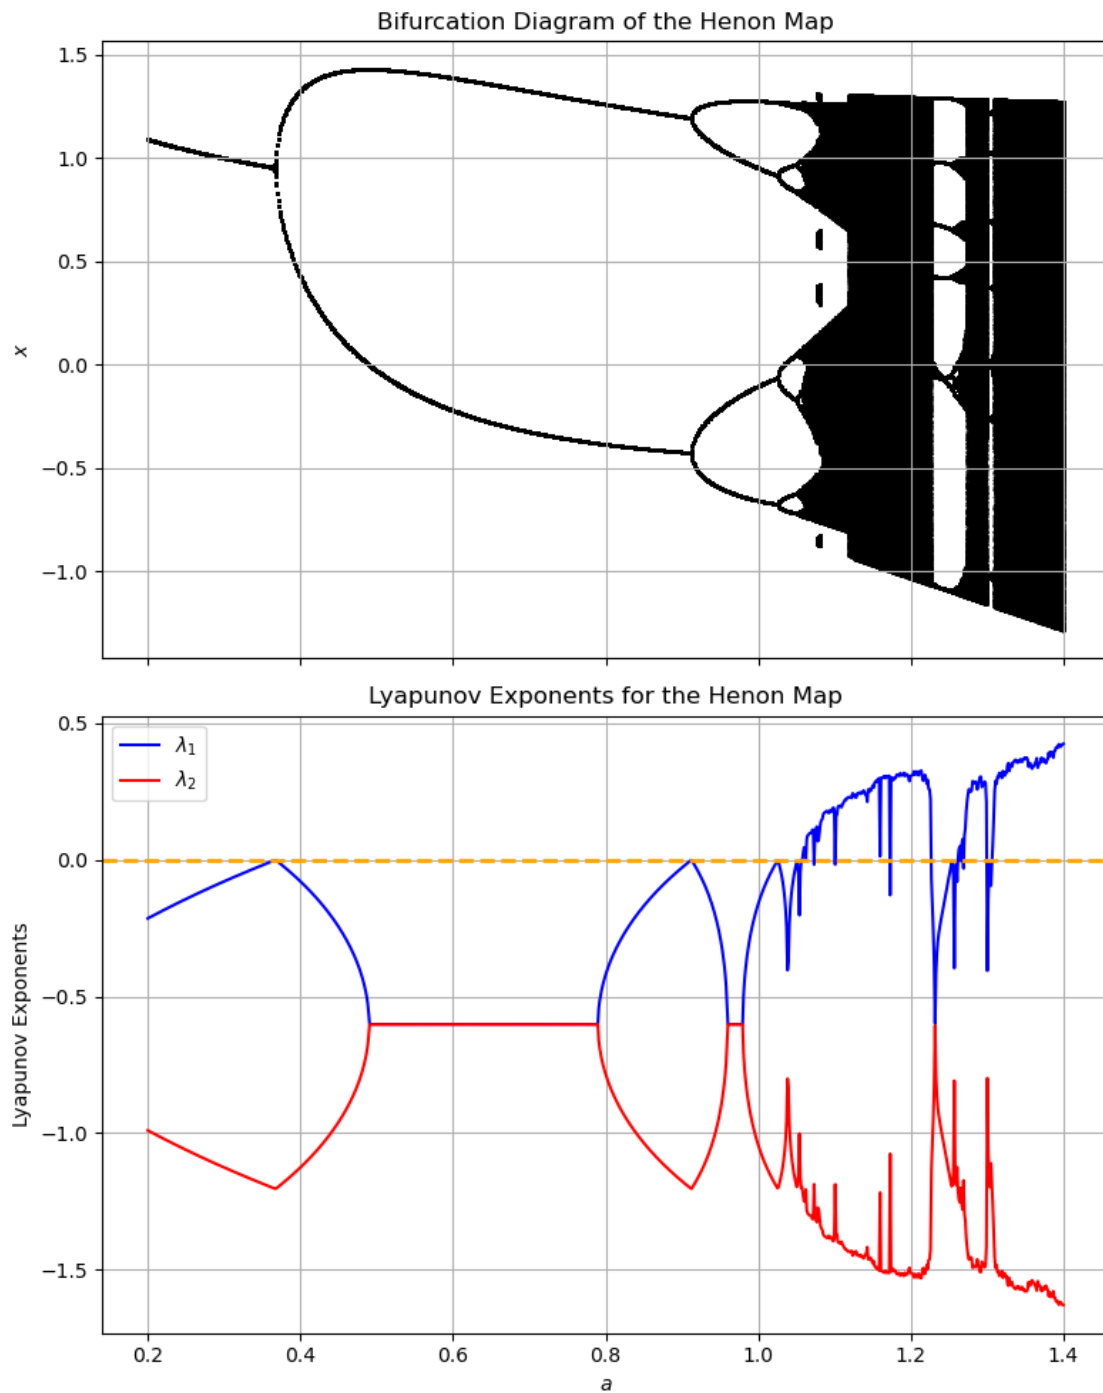 Bifurcation Diagram of the Henon Map
1.5
1.0
0.5
0.0
−0.5
−1.0
x
Lyapunov Exponents for the Henon Map
0.5
0.0
−0.5
−1.0
−1.5
Lyapunov Exponents
λ₁
λ₂
0.2 0.4 0.6 0.8 1.0 1.2 1.4
a